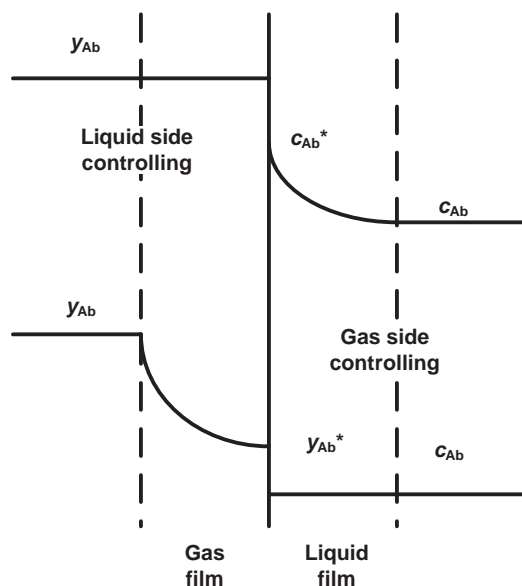 yAb
Liquid side
controlling
cAb*
cAb
yAb
Gas side
controlling
yAb*
cAb
Gas
film
Liquid
film